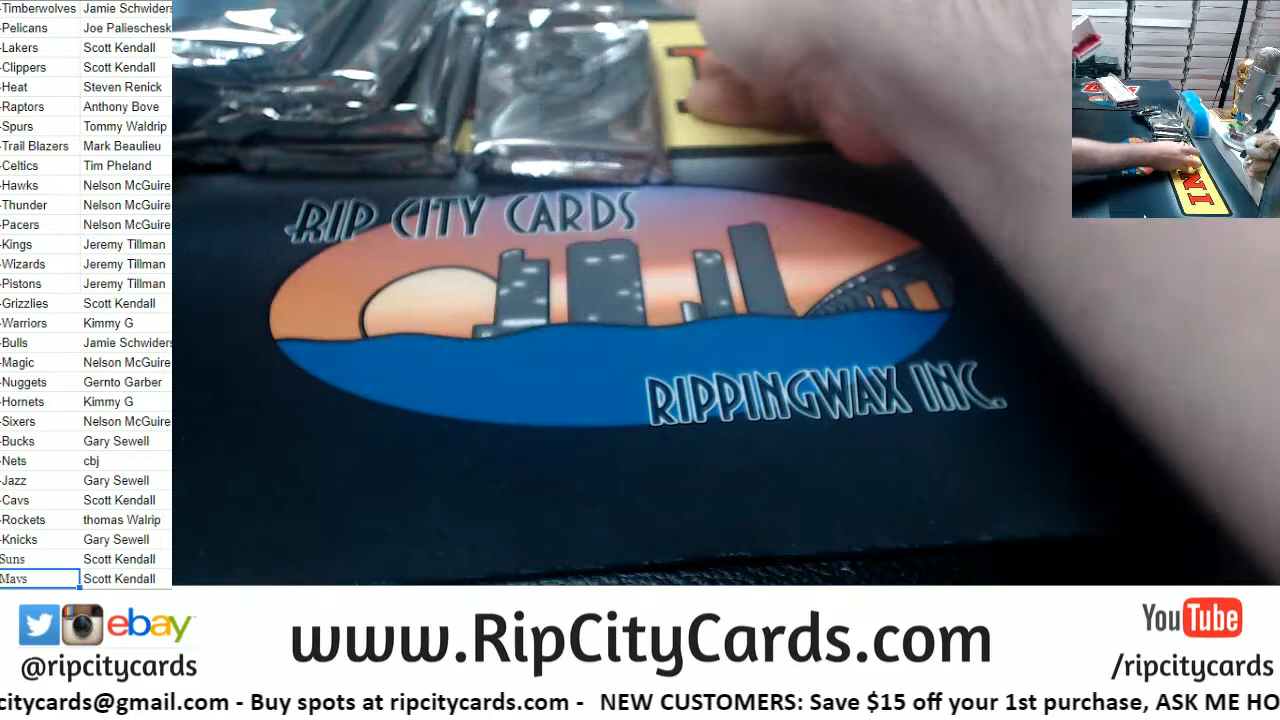 -Timberwolves Jamie Schwiders
-Pelicans Joe Palieschesk
-Lakers Scott Kendall
-Clippers Scott Kendall
-Heat Steven Renick
-Raptors Anthony Bove
-Spurs Tommy Waldrip
-Trail Blazers Mark Beaulieu
-Celtics Tim Pheland
-Hawks Nelson McGuire
-Thunder Nelson McGuire
-Pacers Nelson McGuire
-Kings Jeremy Tillman
-Wizards Jeremy Tillman
-Pistons Jeremy Tillman
-Grizzlies Scott Kendall
-Warriors Kimmy G
-Bulls Jamie Schwiders
-Magic Nelson McGuire
-Nuggets Gernto Garber
-Hornets Kimmy G
-Sixers Nelson McGuire
-Bucks Gary Sewell
-Nets cbj
-Jazz Gary Sewell
-Cavs Scott Kendall
-Rockets thomas Walrip
-Knicks Gary Sewell
Suns Scott Kendall
Mavs Scott Kendall
RIP CITY CARDS
RIPPINGWAX INC.
ebay
@ripcitycards
www.RipCityCards.com
YouTube
/ripcitycards
citycards@gmail.com - Buy spots at ripcitycards.com - NEW CUSTOMERS: Save $15 off your 1st purchase, ASK ME HO